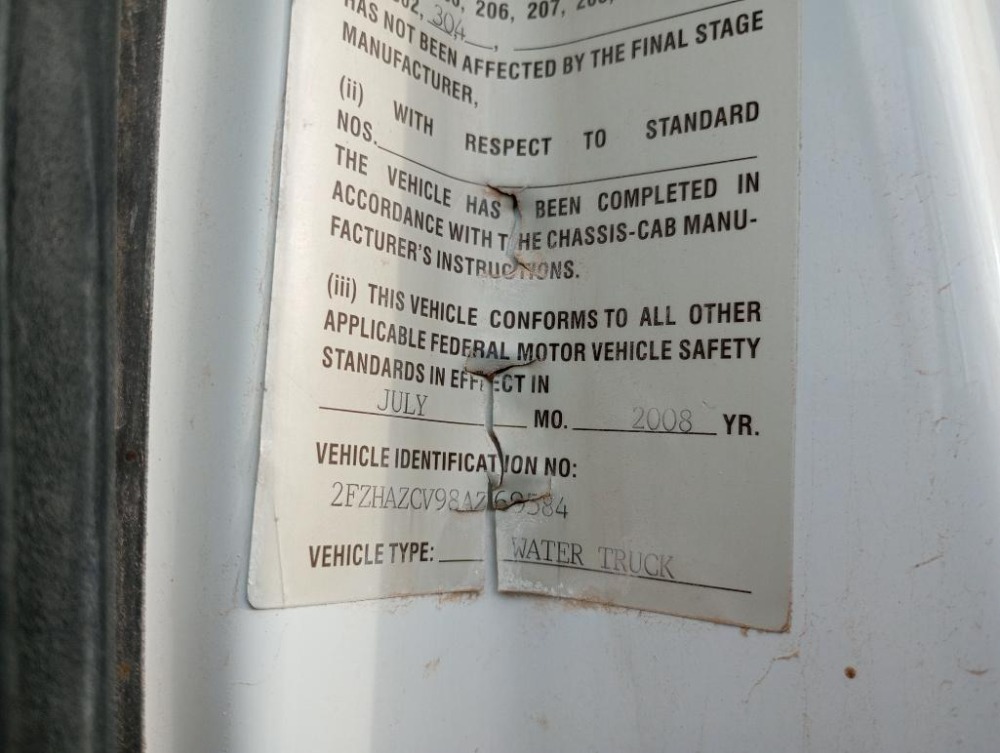 304, 206, 207,
HAS NOT BEEN AFFECTED BY THE FINAL STAGE
MANUFACTURER,
(ii) WITH RESPECT TO STANDARD
NOS.
THE VEHICLE HAS BEEN COMPLETED IN
ACCORDANCE WITH THE CHASSIS-CAB MANU-
FACTURER'S INSTRUCTIONS.
(iii) THIS VEHICLE CONFORMS TO ALL OTHER
APPLICABLE FEDERAL MOTOR VEHICLE SAFETY
STANDARDS IN EFFECT IN
JULY MO. 2008 YR.
VEHICLE IDENTIFICATION NO:
2FZHAZCV98AZ69584
VEHICLE TYPE: WATER TRUCK